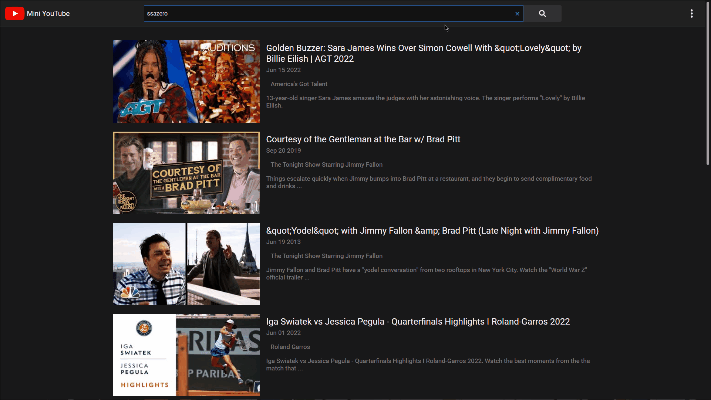 Mini YouTube
ssazero
Golden Buzzer: Sara James Wins Over Simon Cowell With &quot;Lovely&quot; by
Billie Eilish | AGT 2022
Jun 15 2022
America's Got Talent
13-year-old singer Sara James amazes the judges with her astonishing voice. The singer performs "Lovely" by Billie
Eilish.
AUDITIONS
AGT
Courtesy of the Gentleman at the Bar w/ Brad Pitt
Sep 20 2019
The Tonight Show Starring Jimmy Fallon
Things escalate quickly when Jimmy bumps into Brad Pitt at a restaurant, and they begin to send complimentary food
and drinks ...
COURTESY OF
THE GENTLEMAN AT THE BAR
WITH BRAD PITT
&quot;Yodel&quot; with Jimmy Fallon &amp; Brad Pitt (Late Night with Jimmy Fallon)
Jun 19 2013
The Tonight Show Starring Jimmy Fallon
Jimmy Fallon and Brad Pitt have a "yodel conversation" from two rooftops in New York City. Watch the "World War Z"
official trailer ...
NBC
Iga Swiatek vs Jessica Pegula - Quarterfinals Highlights I Roland-Garros 2022
Jun 01 2022
Roland Garros
Iga Swiatek vs Jessica Pegula - Quarterfinals Highlights I Roland-Garros 2022. Watch the best moments from the the
match that ...
IGA
SWIATEK
JESSICA
PEGULA
HIGHLIGHTS
BNP PARIBAS